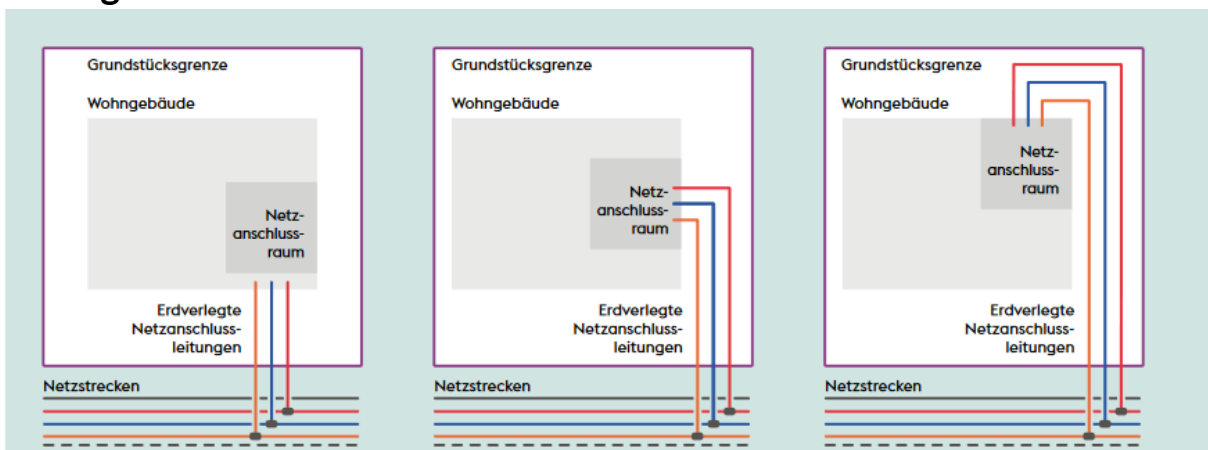 Grundstücksgrenze
Wohngebäude
Netz-
anschluss-
raum
Erdverlegte
Netzanschluss-
leitungen
Netzstrecken
Grundstücksgrenze
Wohngebäude
Netz-
anschluss-
raum
Erdverlegte
Netzanschluss-
leitungen
Netzstrecken
Grundstücksgrenze
Wohngebäude
Netz-
anschluss-
raum
Erdverlegte
Netzanschluss-
leitungen
Netzstrecken